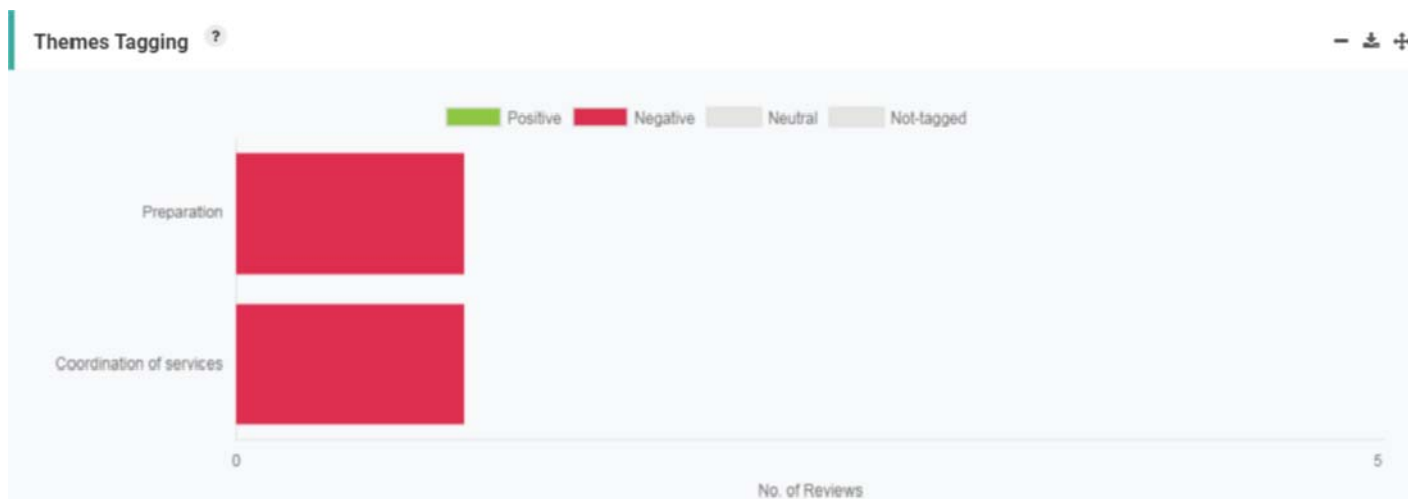 Themes Tagging ?
Positive Negative Neutral Not-tagged
Preparation
Coordination of services
0 5
No. of Reviews